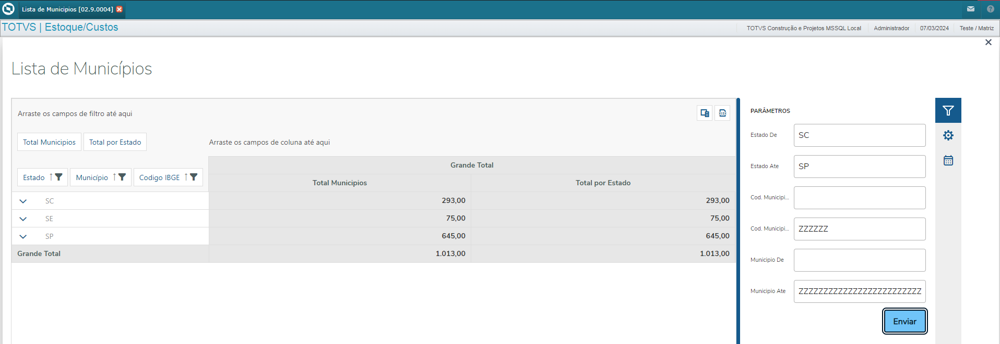 Lista de Municipios [02.9.0004]
TOTVS | Estoque/Custos
TOTVS Construção e Projetos MSSQL Local
Administrador
07/03/2024
Teste / Matriz
Lista de Municípios
Arraste os campos de filtro até aqui
XLSX
Total Municipios
Total por Estado
Arraste os campos de coluna até aqui
Estado
Município
Codigo IBGE
Grande Total
Total Municipios
Total por Estado
SC 293,00 293,00
SE 75,00 75,00
SP 645,00 645,00
Grande Total 1.013,00 1.013,00
PARÂMETROS
Estado De SC
Estado Ate SP
Cod. Municipi...
Cod. Municipi... ZZZZZZ
Municipio De
Municipio Ate ZZZZZZZZZZZZZZZZZZZZZZZZZ
Enviar